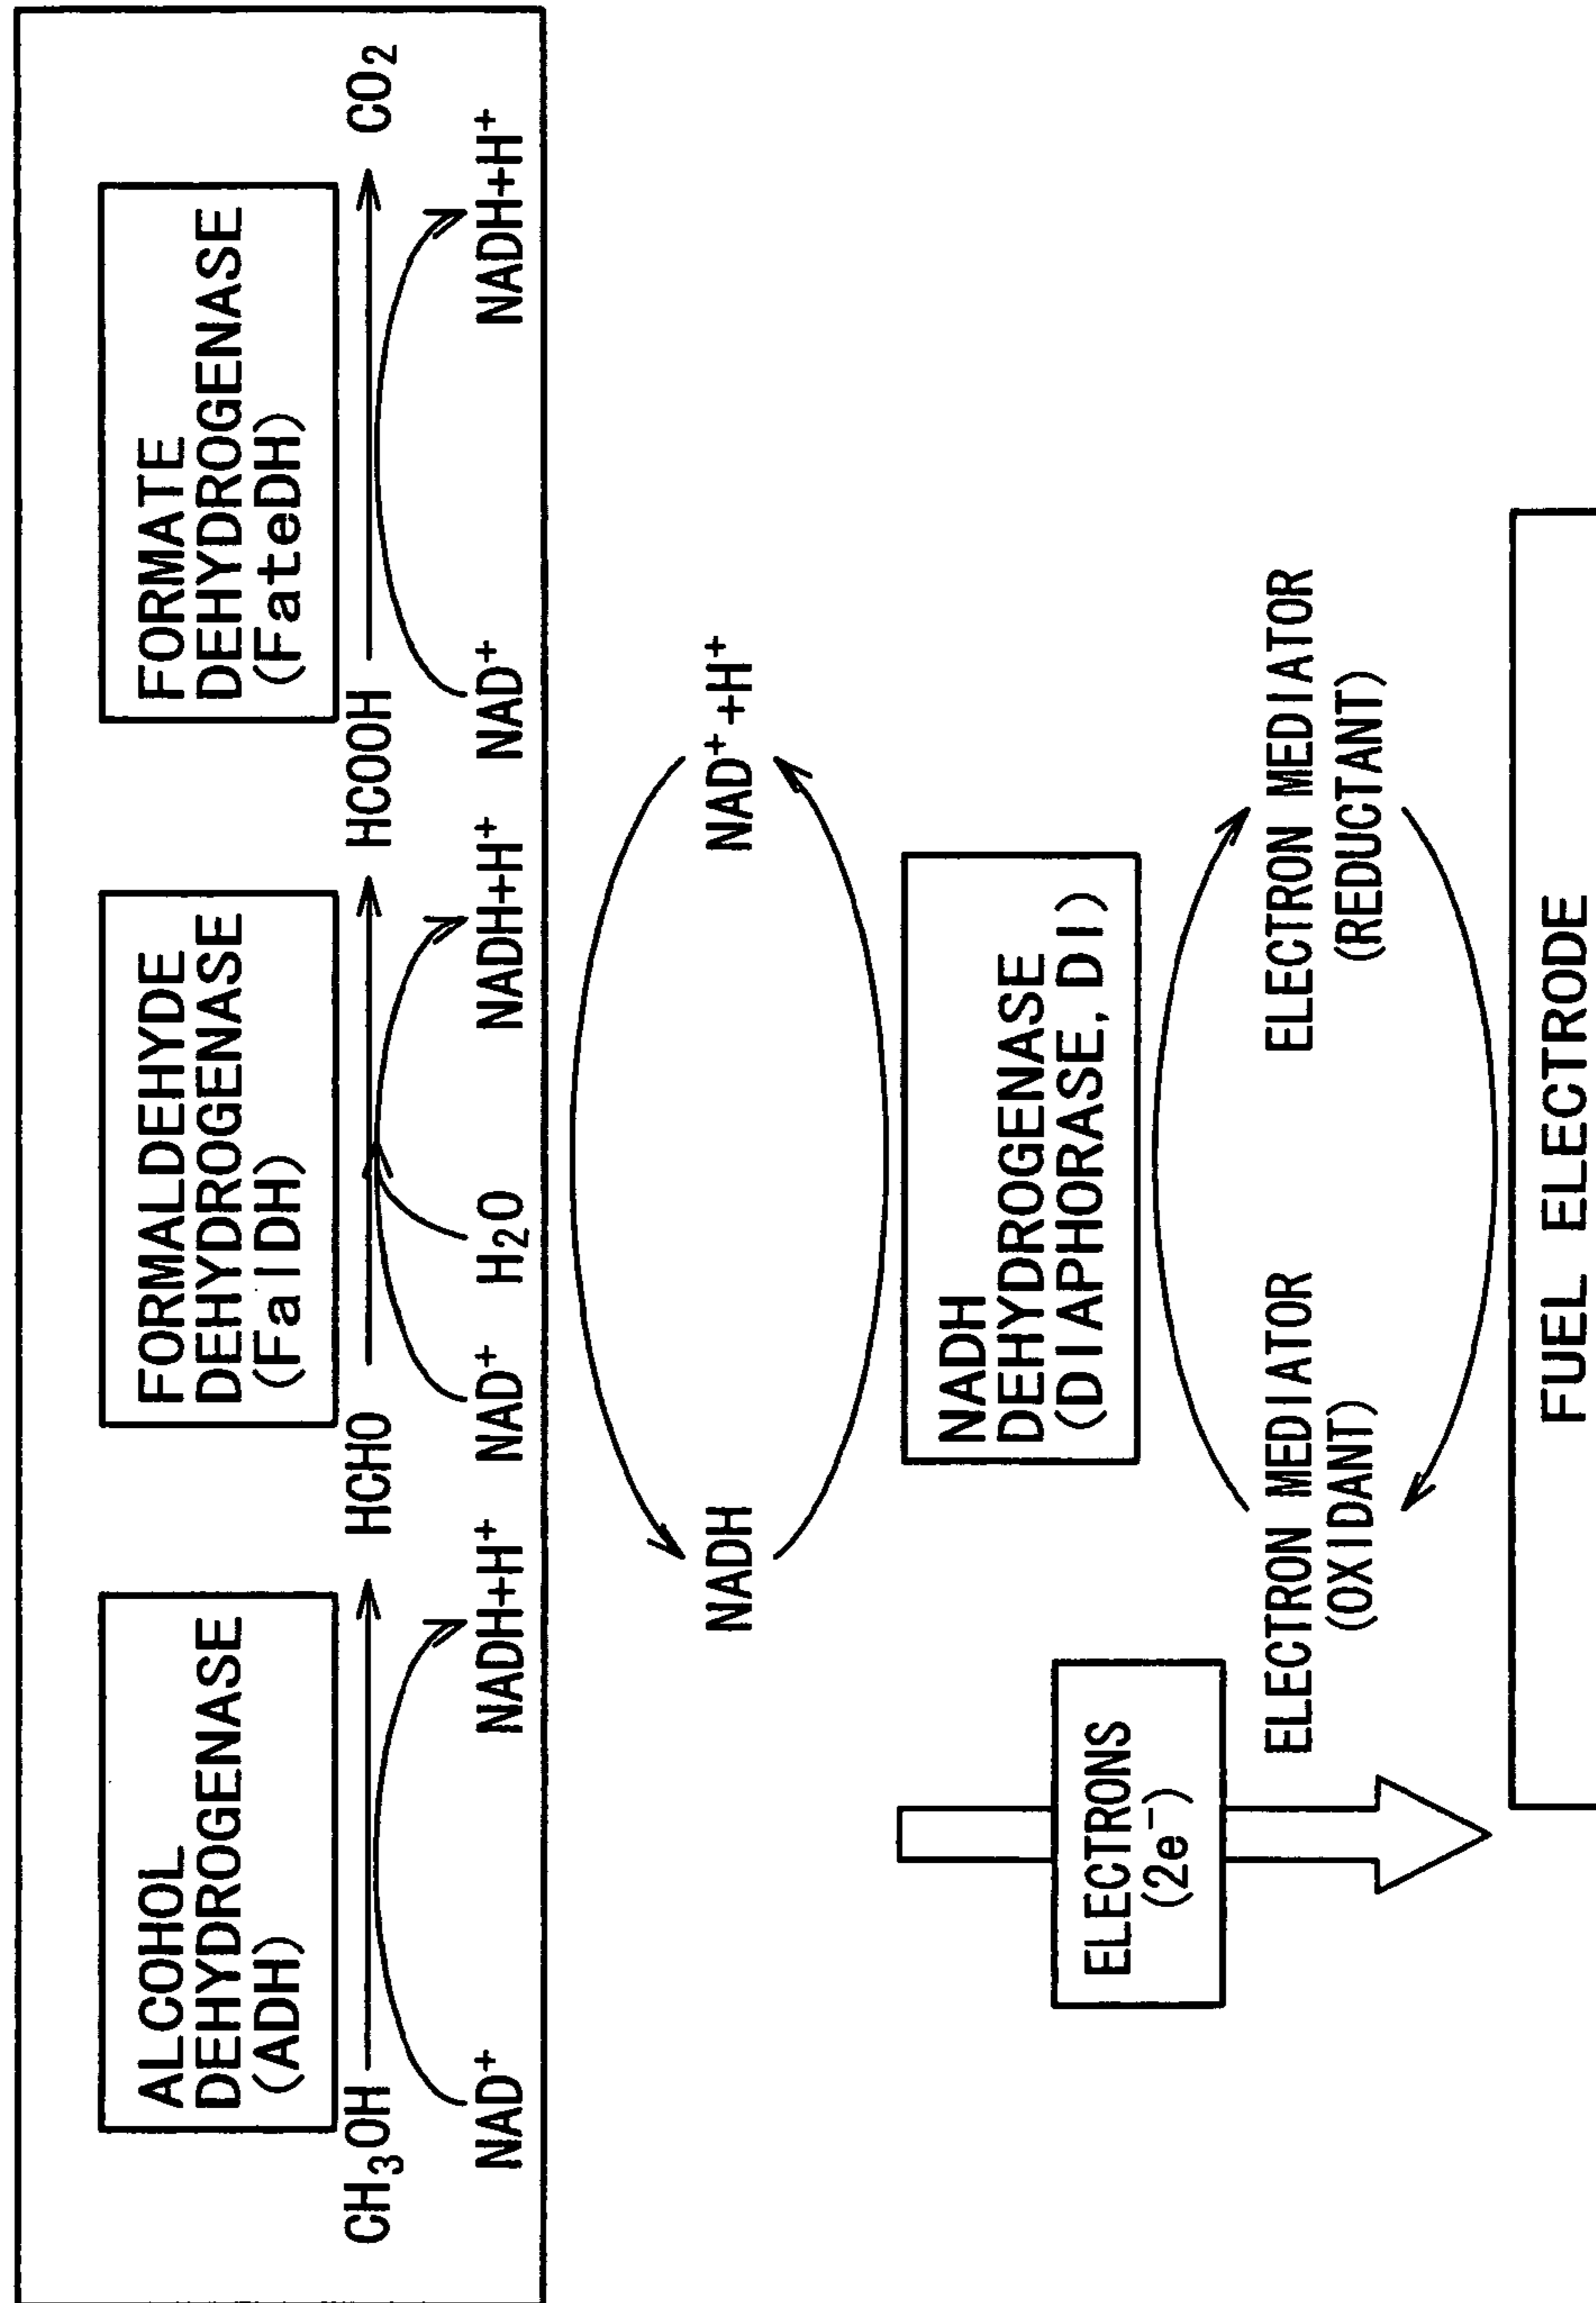 ALCOHOL
DEHYDROGENASE
(ADH)
FORMALDEHYDE
DEHYDROGENASE
(FalDH)
FORMATE
DEHYDROGENASE
(FateDH)
CH₃OH
HCHO
HCOOH
CO₂
NAD⁺
NADH+H⁺
NAD⁺
H₂O
NADH+H⁺
NAD⁺
NADH+H⁺
NADH
NAD⁺+H⁺
NADH
DEHYDROGENASE
(DIAPHORASE, DI)
ELECTRONS
(2e⁻)
ELECTRON MEDIATOR
(OXIDANT)
ELECTRON MEDIATOR
(REDUCTANT)
FUEL ELECTRODE